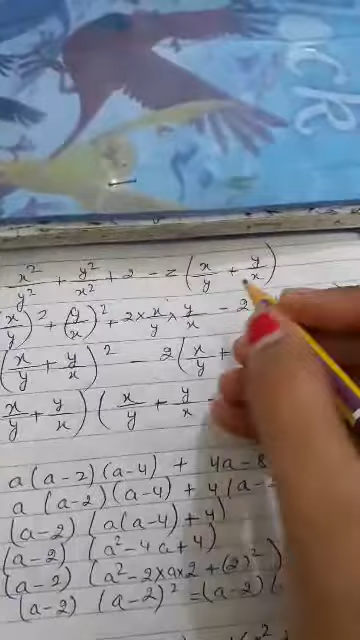 CR
x²/y² + y²/x² + 2 - z (x/y + y/x)
x/y)² + (y/x)² + 2 × x/y × y/x - 2
(x/y + y/x)² - 2 (x/y +
x/y + y/x) (x/y + y/x -
a (a-2) (a-4) + 4a - 8
a (a-2) (a-4) + 4 (a - 2
(a-2) (a(a-4) + 4)
(a-2) (a² - 4a + 4)
(a-2) (a² - 2×a×2 + (2)²)
(a-2) (a-2)² = (a-2) (